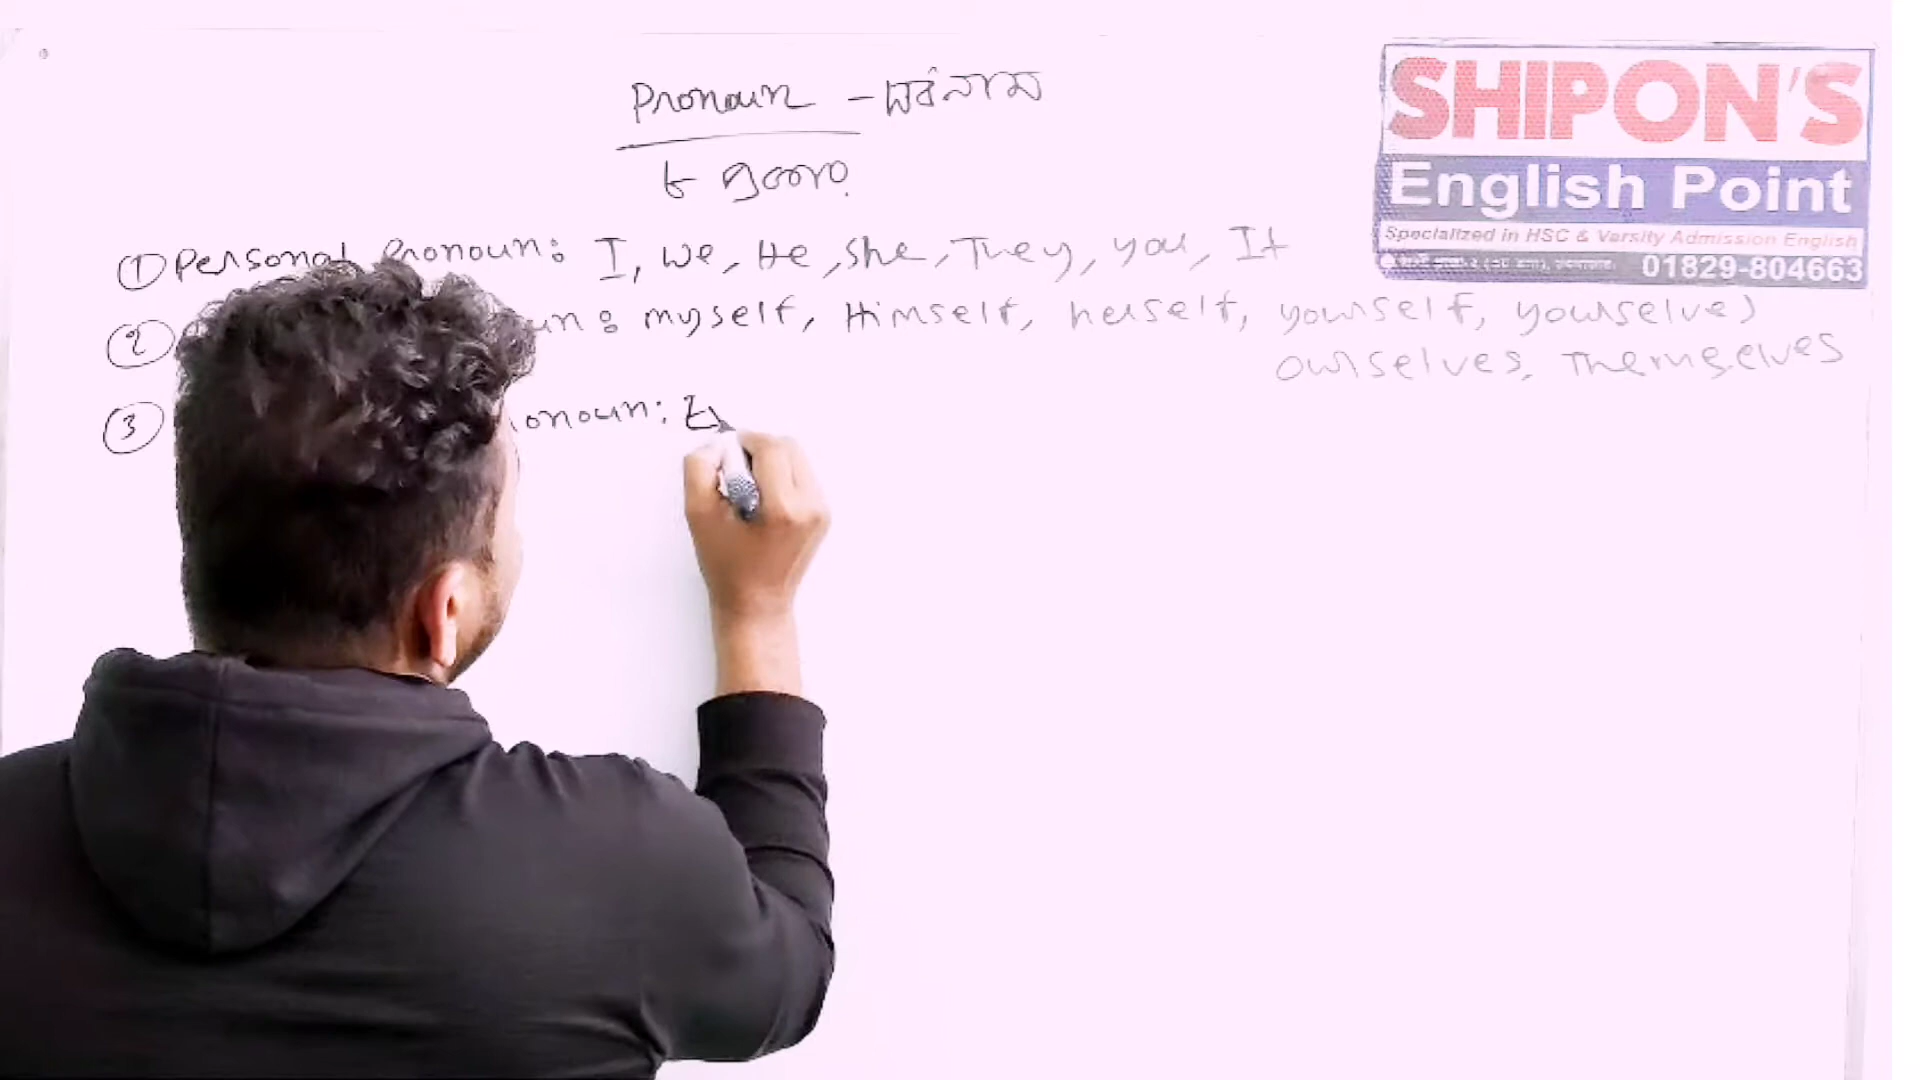 Pronoun - সর্বনাম
৮ প্রকার
① Personal Pronoun: I, we, He, she, They, you, It
② un: myself, Himself, herself, yourself, yourselves
ourselves, Themselves
③ onoun: E
SHIPON'S
English Point
Specialized in HSC & Varsity Admission English
01829-804663